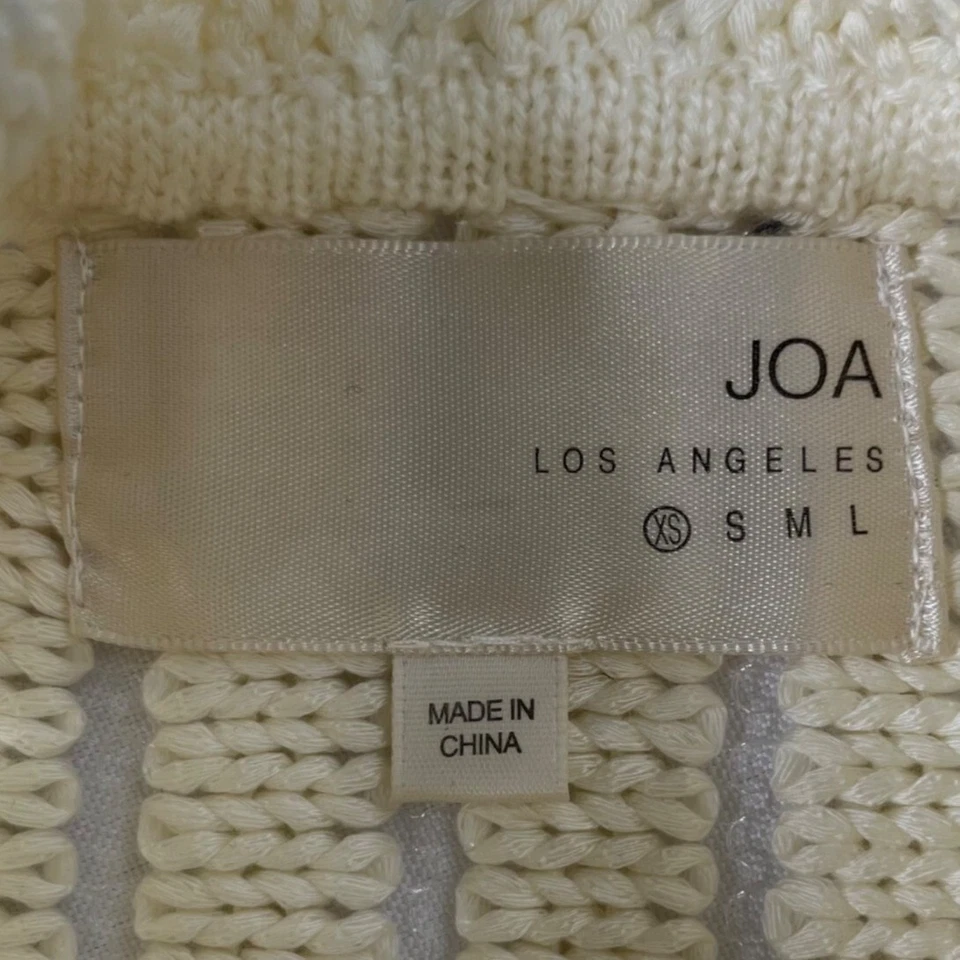 JOA
LOS ANGELES
XS S M L
MADE IN
CHINA